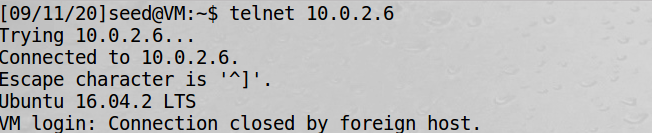 [09/11/20]seed@VM:~$ telnet 10.0.2.6
Trying 10.0.2.6...
Connected to 10.0.2.6.
Escape character is '^]'.
Ubuntu 16.04.2 LTS
VM login: Connection closed by foreign host.